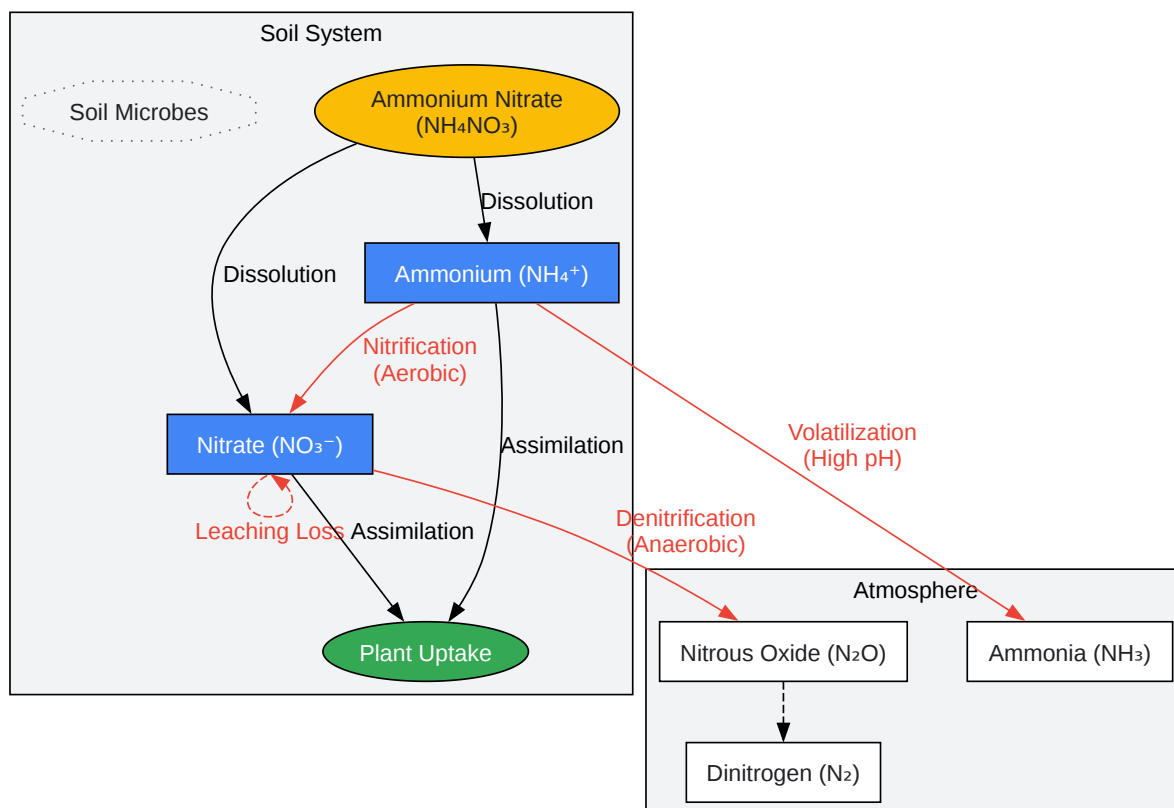 Soil System
Soil Microbes
Ammonium Nitrate
(NH₄NO₃)
Dissolution
Dissolution
Ammonium (NH₄⁺)
Nitrification
(Aerobic)
Nitrate (NO₃⁻)
Assimilation
Volatilization
(High pH)
Leaching Loss
Assimilation
Denitrification
(Anaerobic)
Plant Uptake
Atmosphere
Nitrous Oxide (N₂O)
Ammonia (NH₃)
Dinitrogen (N₂)